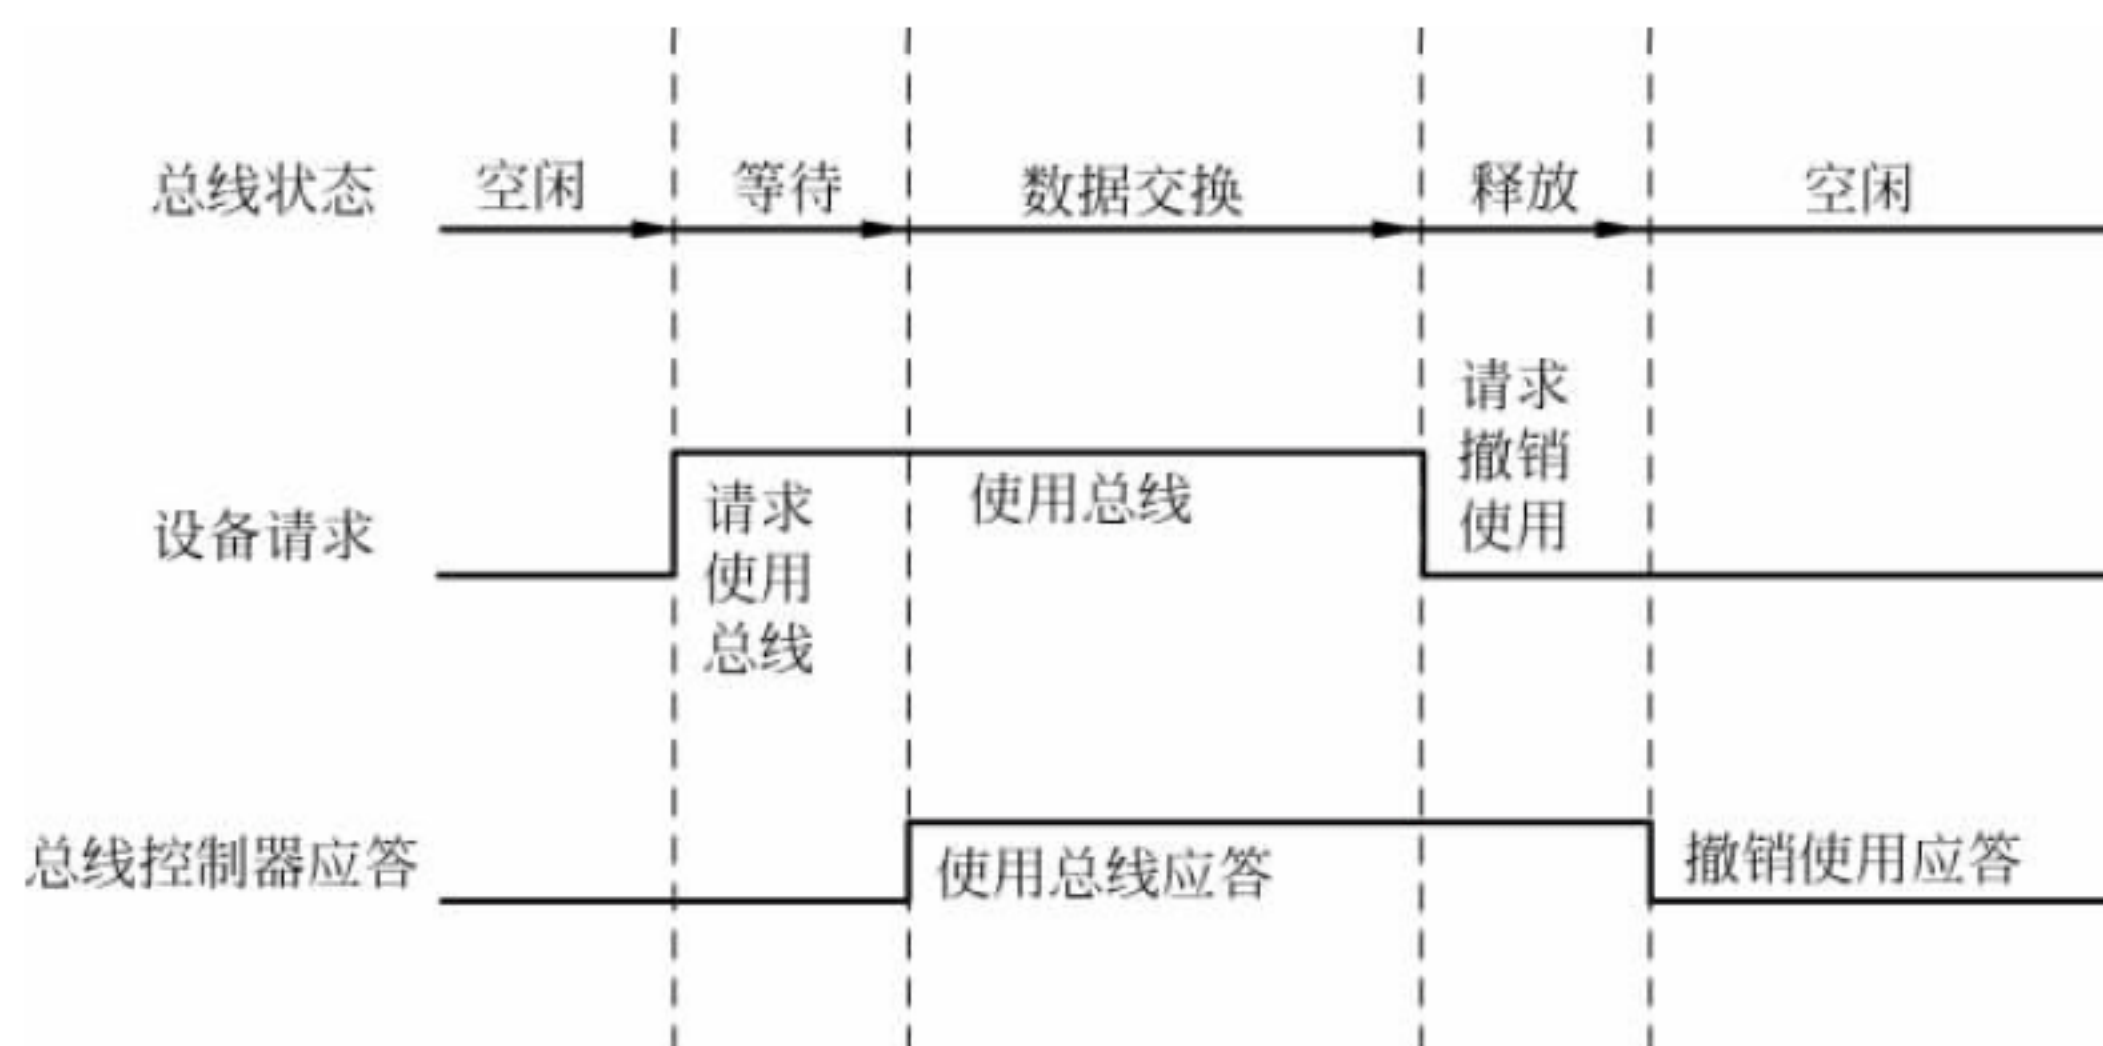 总线状态
空闲
等待
数据交换
释放
空闲
设备请求
请求
使用
总线
使用总线
请求
撤销
使用
总线控制器应答
使用总线应答
撤销使用应答